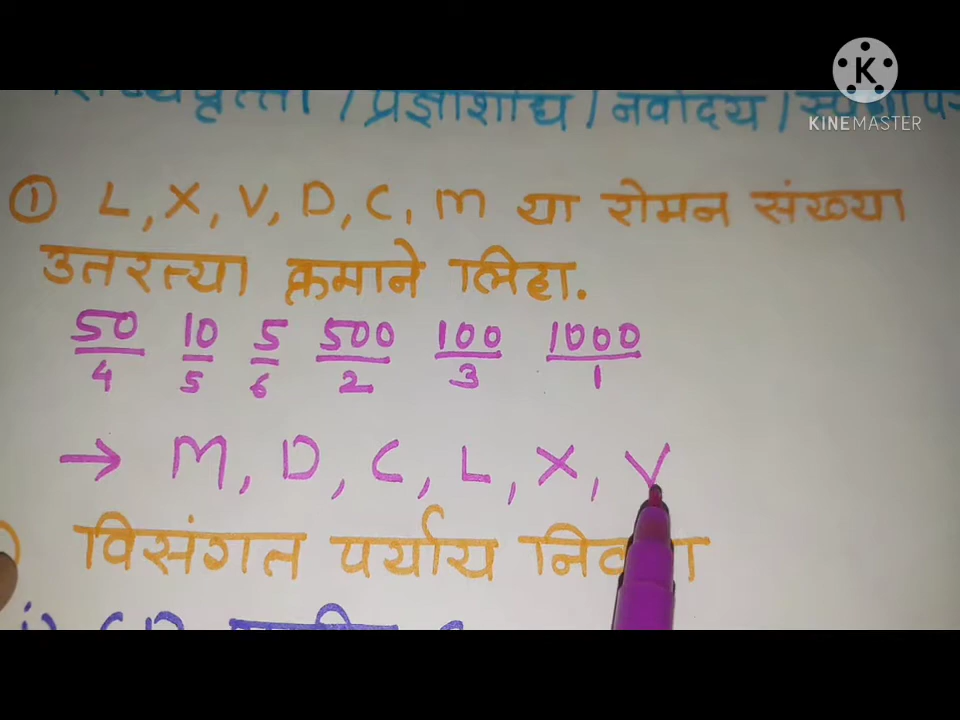 KINEMASTER
/ प्रज्ञाशोध / नवोदय /
① L, X, V, D, C, M या रोमन संख्या
उतरत्या क्रमाने लिहा.
50/4 10/5 5/6 500/2 100/3 1000/1
→ M, D, C, L, X, V
विसंगत पर्याय